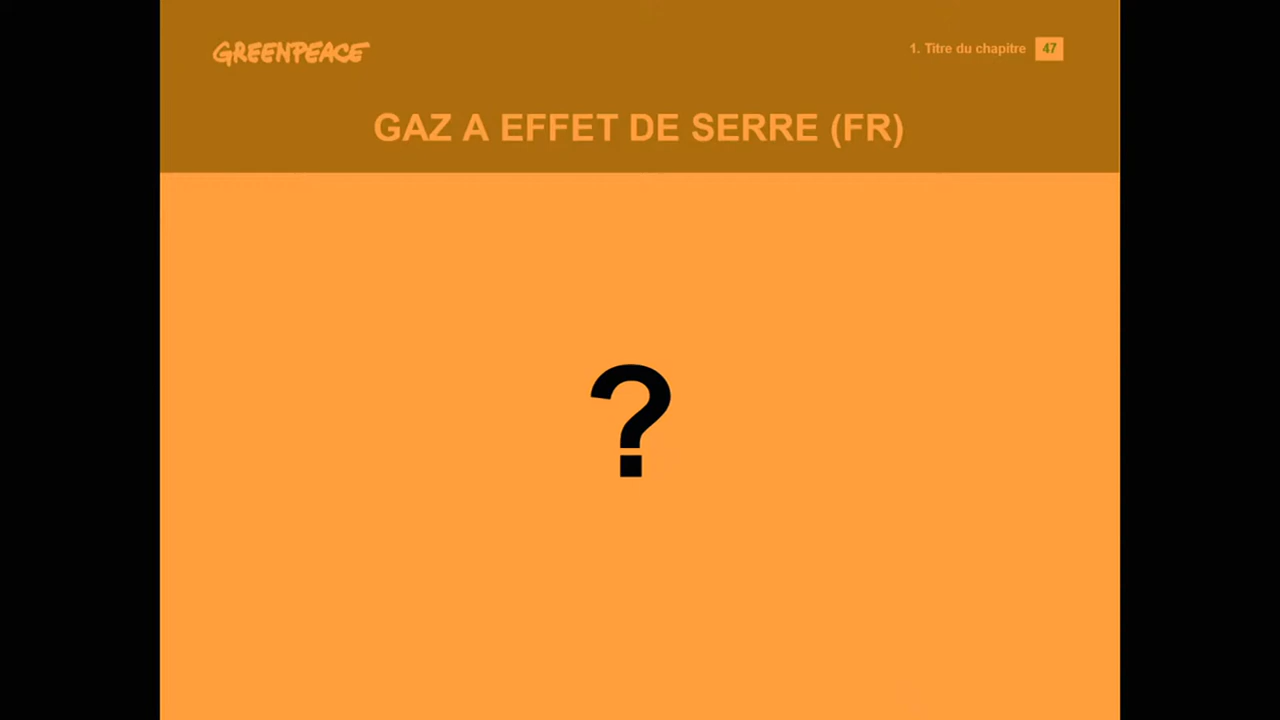 GREENPEACE
1. Titre du chapitre 47
GAZ A EFFET DE SERRE (FR)
?